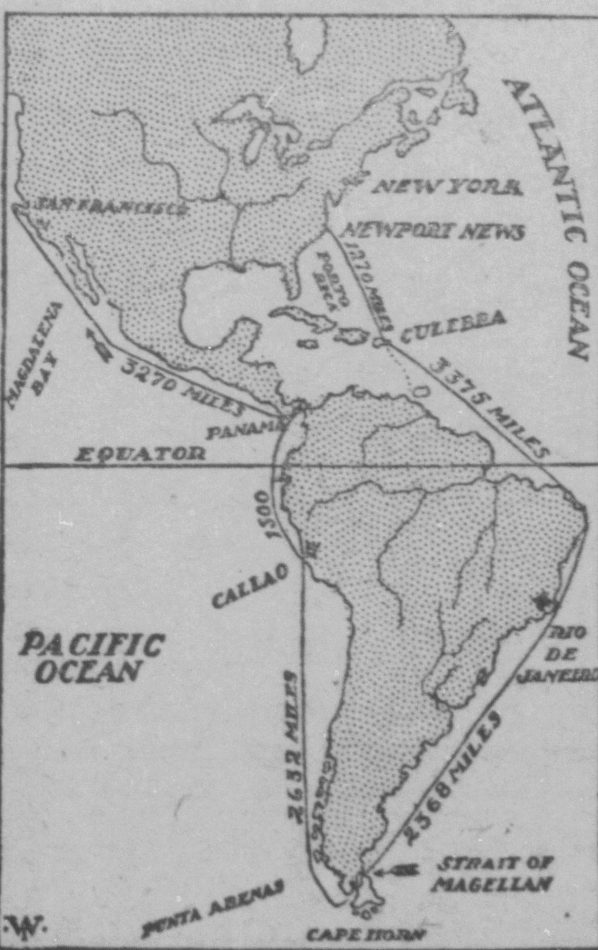 ATLANTIC OCEAN
NEW YORK
SAN FRANCISCO
NEWPORT NEWS
1270 MILES
PORTO
RICA
CULEBRA
MAGDALENA
BAY
3270 MILES
3375 MILES
PANAMA
EQUATOR
1500
CALLAO
PACIFIC
OCEAN
RIO
DE
JANEIRO
2632 MILES
2368 MILES
STRAIT OF
MAGELLAN
PUNTA ARENAS
CAPE HORN